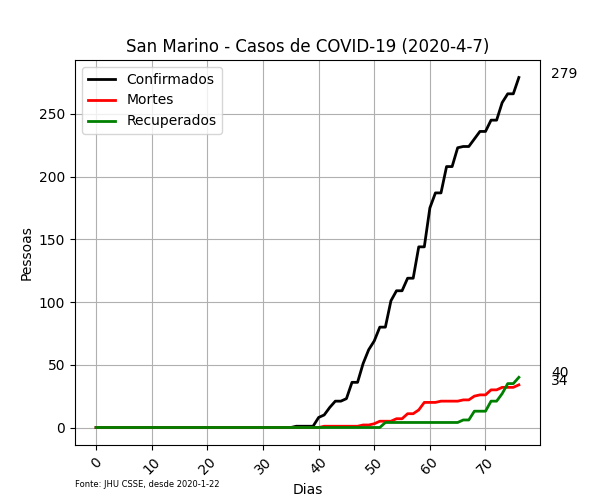 San Marino - Casos de COVID-19 (2020-4-7)
Confirmados
Mortes
Recuperados
279
250
200
150
100
50
0
40
34
Pessoas
0 10 20 30 40 50 60 70
Fonte: JHU CSSE, desde 2020-1-22
Dias